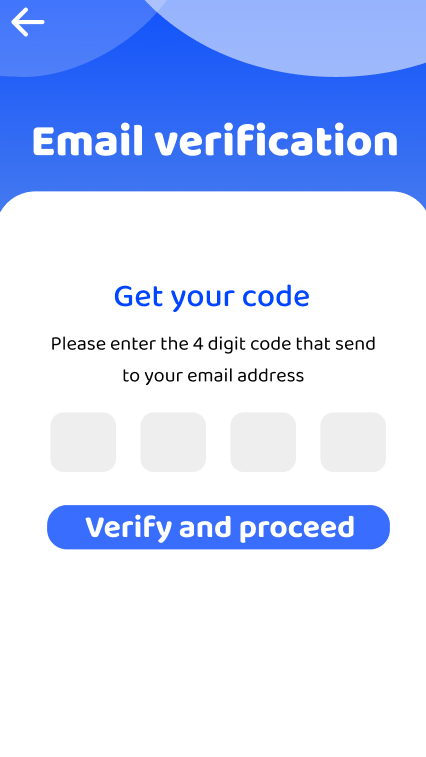 Email verification
Get your code
Please enter the 4 digit code that send
to your email address
Verify and proceed